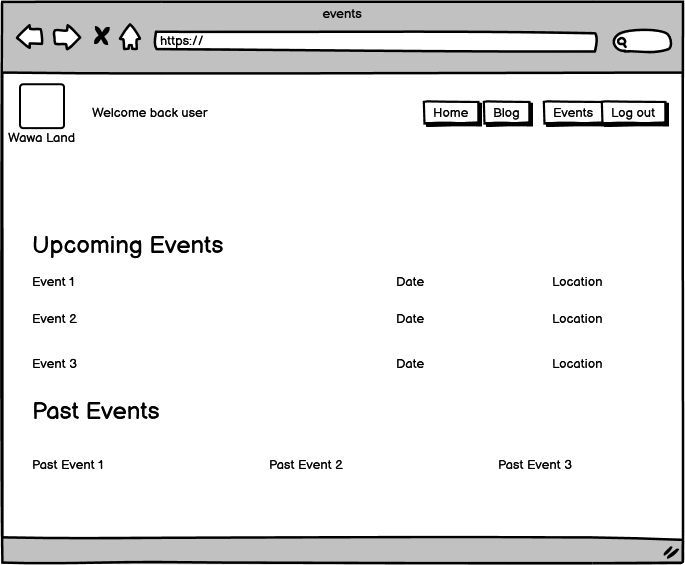 events
https://
Welcome back user
Home Blog Events Log out
Wawa Land
Upcoming Events
Event 1 Date Location
Event 2 Date Location
Event 3 Date Location
Past Events
Past Event 1 Past Event 2 Past Event 3